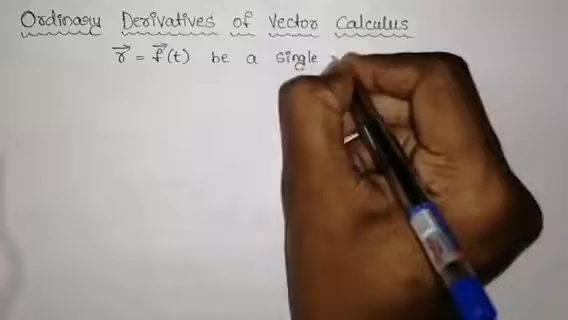 Ordinary Derivatives of Vector Calculus
r⃗ = f⃗(t) be a single